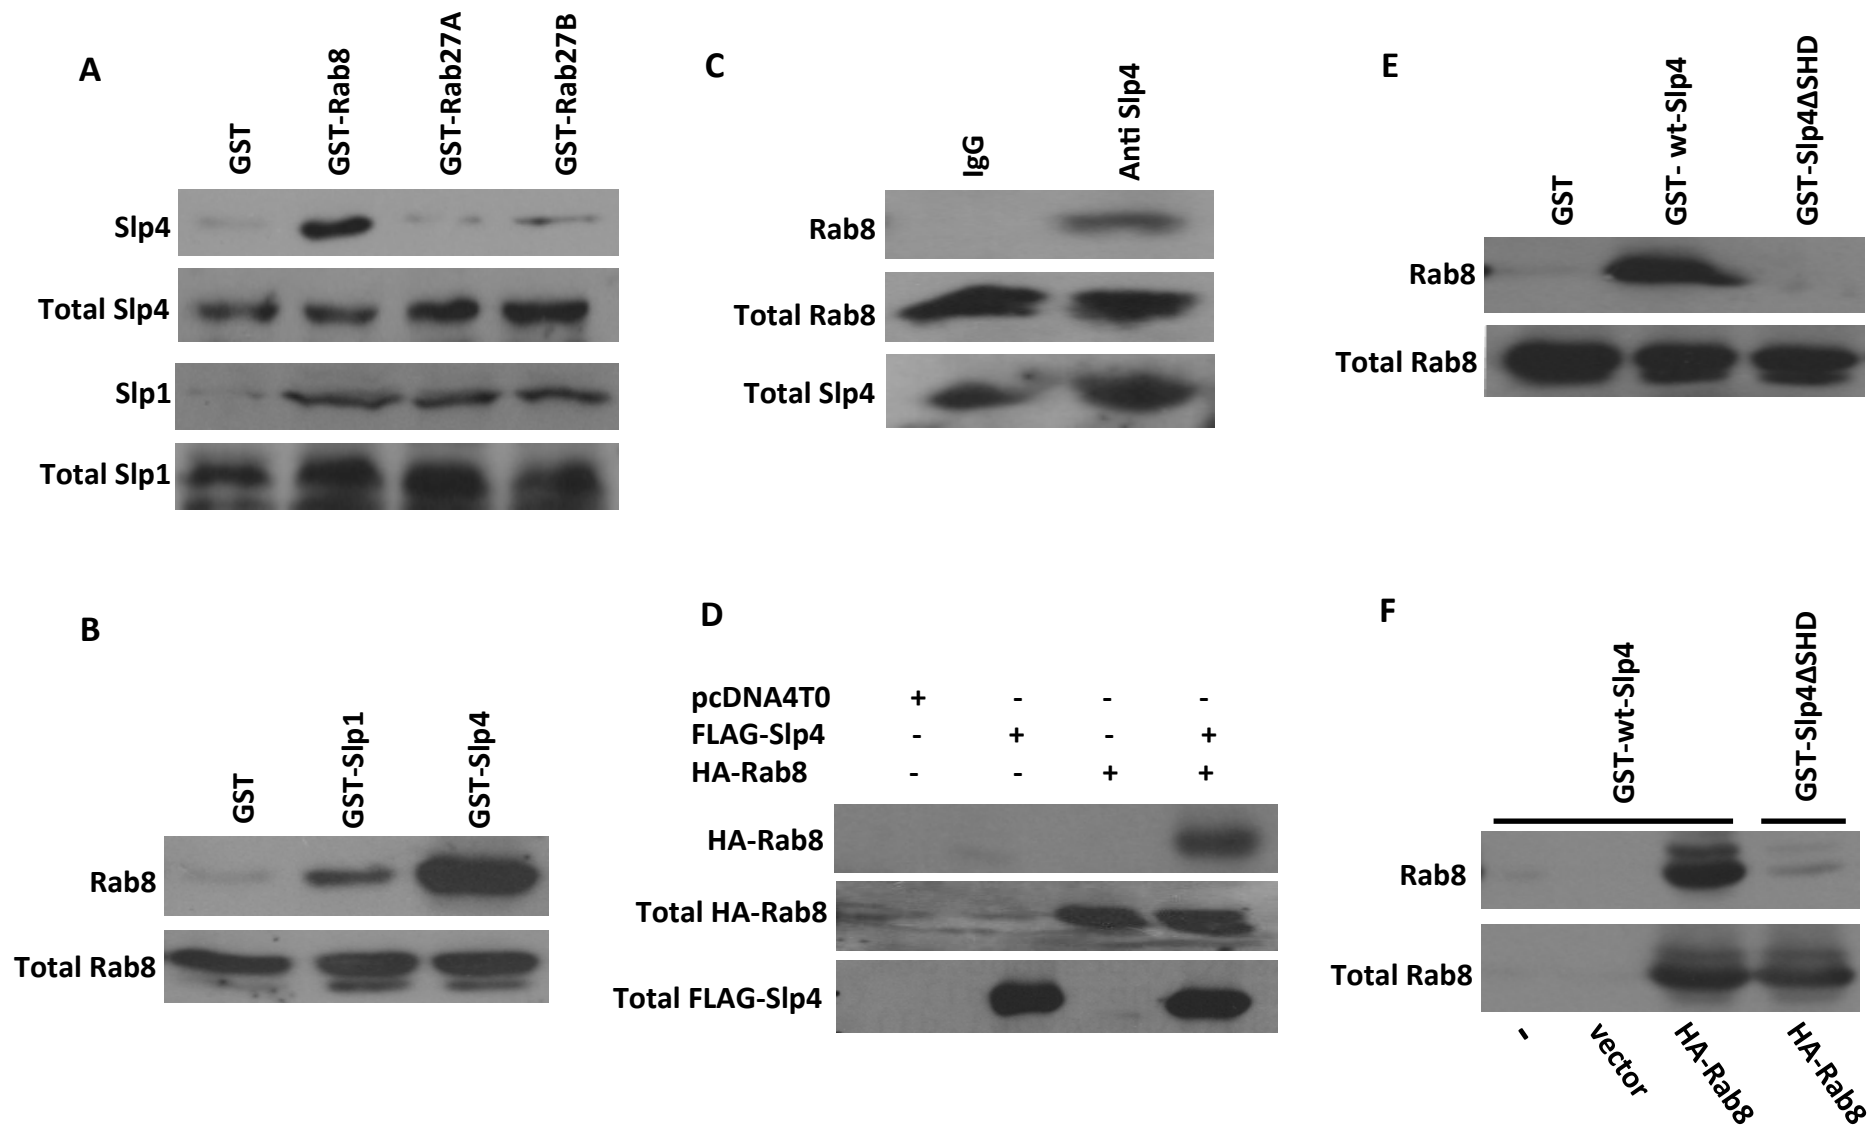 A
GST
GST-Rab8
GST-Rab27A
GST-Rab27B
Slp4
Total Slp4
Slp1
Total Slp1
B
GST
GST-Slp1
GST-Slp4
Rab8
Total Rab8
C
IgG
Anti Slp4
Rab8
Total Rab8
Total Slp4
D
pcDNA4T0 + - - -
FLAG-Slp4 - + - +
HA-Rab8 - - + +
HA-Rab8
Total HA-Rab8
Total FLAG-Slp4
E
GST
GST- wt-Slp4
GST-Slp4ΔSHD
Rab8
Total Rab8
F
GST-wt-Slp4
GST-Slp4ΔSHD
Rab8
Total Rab8
-
vector
HA-Rab8
HA-Rab8